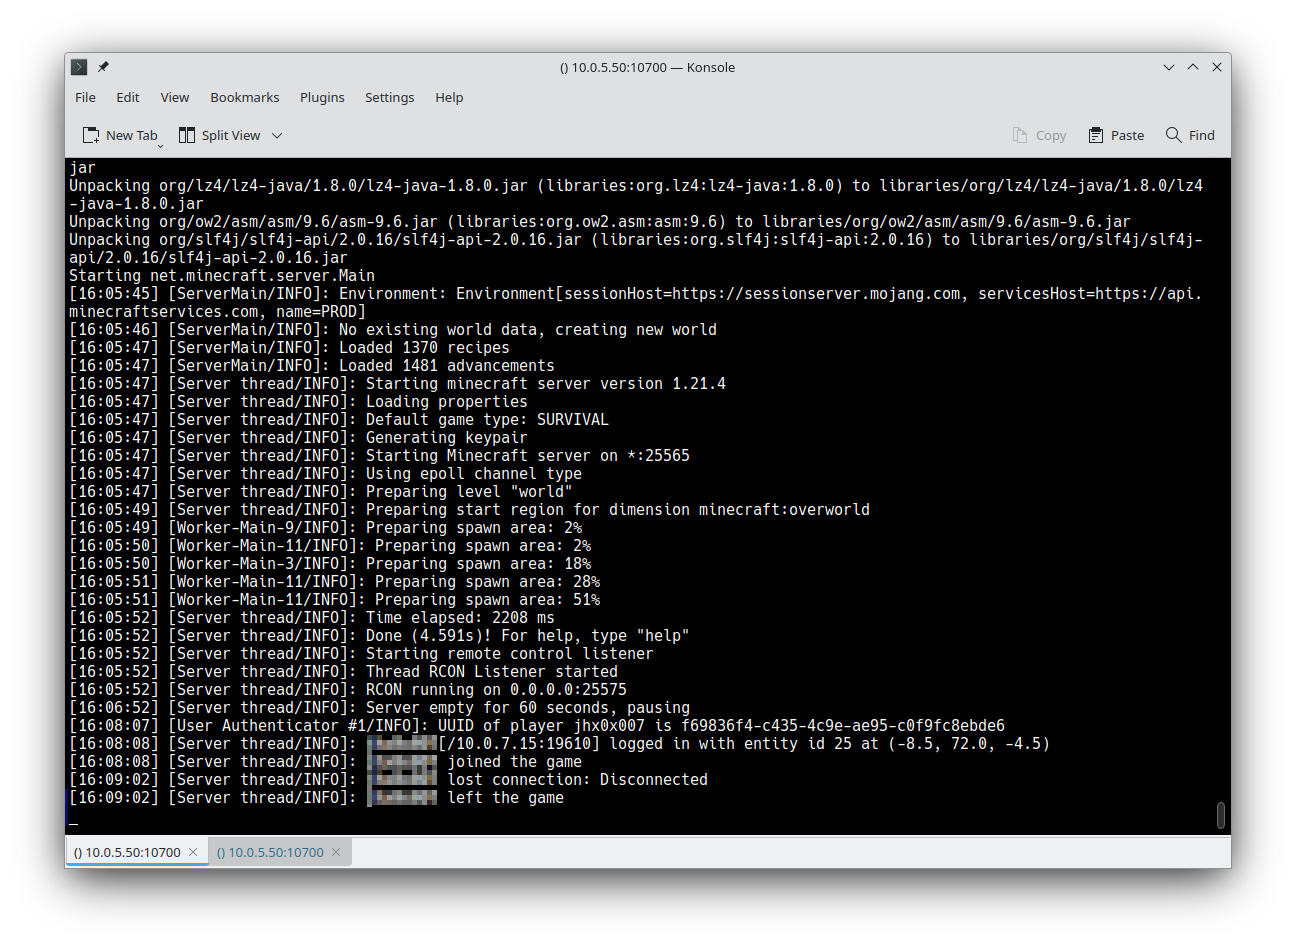 () 10.0.5.50:10700 — Konsole
File Edit View Bookmarks Plugins Settings Help
New Tab Split View Copy Paste Find
jar
Unpacking org/lz4/lz4-java/1.8.0/lz4-java-1.8.0.jar (libraries:org.lz4:lz4-java:1.8.0) to libraries/org/lz4/lz4-java/1.8.0/lz4
-java-1.8.0.jar
Unpacking org/ow2/asm/asm/9.6/asm-9.6.jar (libraries:org.ow2.asm:asm:9.6) to libraries/org/ow2/asm/asm/9.6/asm-9.6.jar
Unpacking org/slf4j/slf4j-api/2.0.16/slf4j-api-2.0.16.jar (libraries:org.slf4j:slf4j-api:2.0.16) to libraries/org/slf4j/slf4j-
api/2.0.16/slf4j-api-2.0.16.jar
Starting net.minecraft.server.Main
[16:05:45] [ServerMain/INFO]: Environment: Environment[sessionHost=https://sessionserver.mojang.com, servicesHost=https://api.
minecraftservices.com, name=PROD]
[16:05:46] [ServerMain/INFO]: No existing world data, creating new world
[16:05:47] [ServerMain/INFO]: Loaded 1370 recipes
[16:05:47] [ServerMain/INFO]: Loaded 1481 advancements
[16:05:47] [Server thread/INFO]: Starting minecraft server version 1.21.4
[16:05:47] [Server thread/INFO]: Loading properties
[16:05:47] [Server thread/INFO]: Default game type: SURVIVAL
[16:05:47] [Server thread/INFO]: Generating keypair
[16:05:47] [Server thread/INFO]: Starting Minecraft server on *:25565
[16:05:47] [Server thread/INFO]: Using epoll channel type
[16:05:47] [Server thread/INFO]: Preparing level "world"
[16:05:49] [Server thread/INFO]: Preparing start region for dimension minecraft:overworld
[16:05:49] [Worker-Main-9/INFO]: Preparing spawn area: 2%
[16:05:50] [Worker-Main-11/INFO]: Preparing spawn area: 2%
[16:05:50] [Worker-Main-3/INFO]: Preparing spawn area: 18%
[16:05:51] [Worker-Main-11/INFO]: Preparing spawn area: 28%
[16:05:51] [Worker-Main-11/INFO]: Preparing spawn area: 51%
[16:05:52] [Server thread/INFO]: Time elapsed: 2208 ms
[16:05:52] [Server thread/INFO]: Done (4.591s)! For help, type "help"
[16:05:52] [Server thread/INFO]: Starting remote control listener
[16:05:52] [Server thread/INFO]: Thread RCON Listener started
[16:05:52] [Server thread/INFO]: RCON running on 0.0.0.0:25575
[16:06:52] [Server thread/INFO]: Server empty for 60 seconds, pausing
[16:08:07] [User Authenticator #1/INFO]: UUID of player jhx0x007 is f69836f4-c435-4c9e-ae95-c0f9fc8ebde6
[16:08:08] [Server thread/INFO]: [/10.0.7.15:19610] logged in with entity id 25 at (-8.5, 72.0, -4.5)
[16:08:08] [Server thread/INFO]: joined the game
[16:09:02] [Server thread/INFO]: lost connection: Disconnected
[16:09:02] [Server thread/INFO]: left the game
() 10.0.5.50:10700 () 10.0.5.50:10700